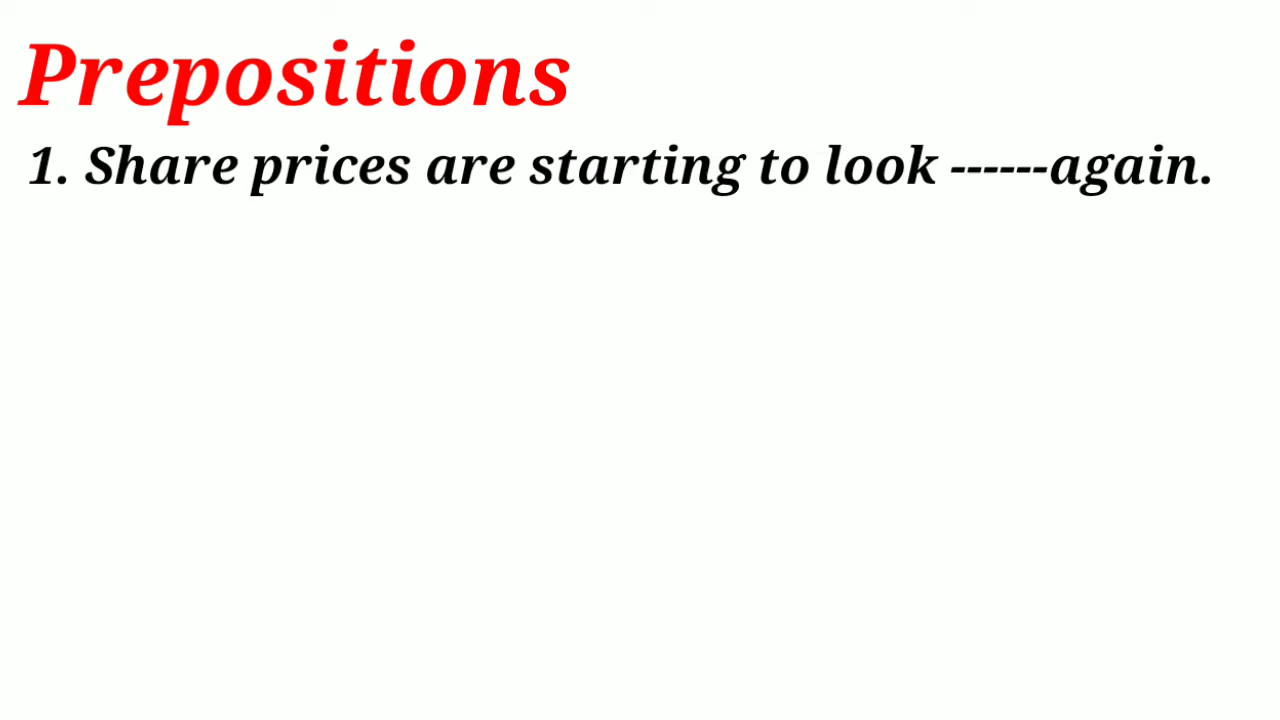 Prepositions
1. Share prices are starting to look ------again.